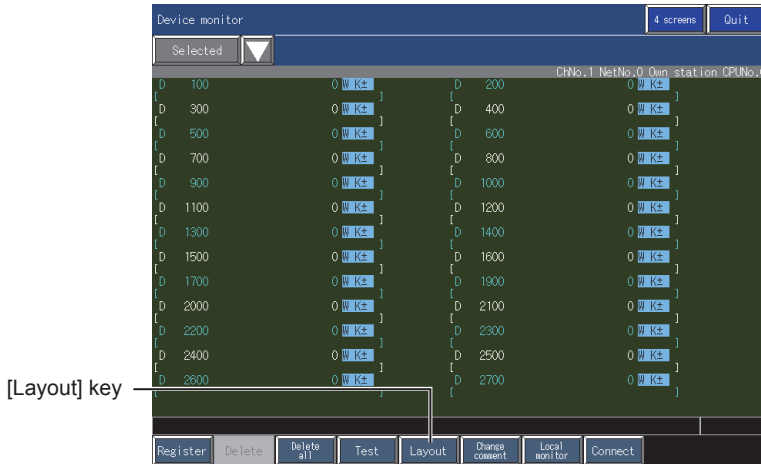 Device monitor 4 screens Quit
Selected
ChNo.1 NetNo.0 Own station CPUNo.
D 100 0 W K± D 200 0 W K±
[ ] [ ]
D 300 0 W K± D 400 0 W K±
[ ] [ ]
D 500 0 W K± D 600 0 W K±
[ ] [ ]
D 700 0 W K± D 800 0 W K±
[ ] [ ]
D 900 0 W K± D 1000 0 W K±
[ ] [ ]
D 1100 0 W K± D 1200 0 W K±
[ ] [ ]
D 1300 0 W K± D 1400 0 W K±
[ ] [ ]
D 1500 0 W K± D 1600 0 W K±
[ ] [ ]
D 1700 0 W K± D 1900 0 W K±
[ ] [ ]
D 2000 0 W K± D 2100 0 W K±
[ ] [ ]
D 2200 0 W K± D 2300 0 W K±
[ ] [ ]
D 2400 0 W K± D 2500 0 W K±
[ ] [ ]
D 2600 0 W K± D 2700 0 W K±
[ ] [ ]
[Layout] key
Register Delete Delete all Test Layout Change comment Local monitor Connect